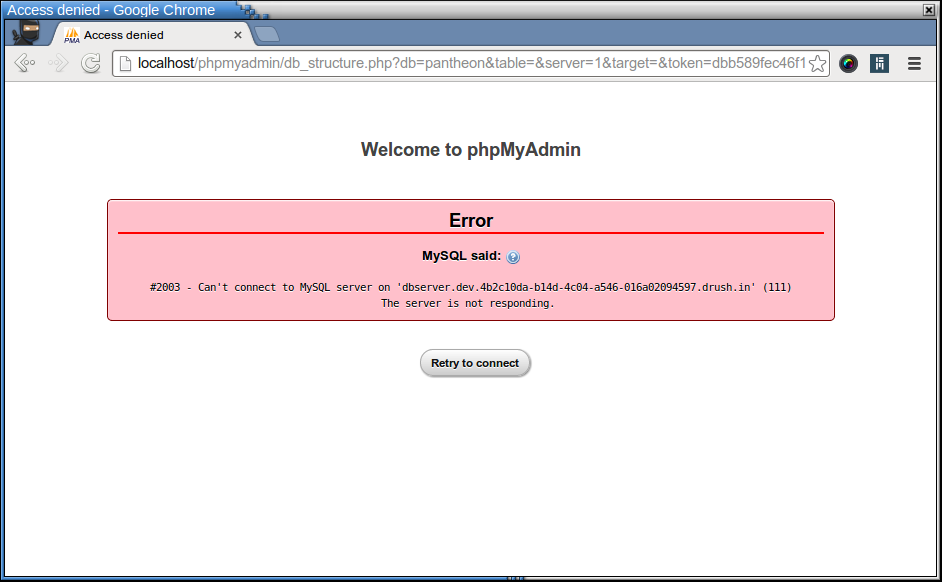 Access denied - Google Chrome
PMA
Access denied
localhost/phpmyadmin/db_structure.php?db=pantheon&table=&server=1&target=&token=dbb589fec46f1
Welcome to phpMyAdmin
Error
MySQL said:
#2003 - Can't connect to MySQL server on 'dbserver.dev.4b2c10da-b14d-4c04-a546-016a02094597.drush.in' (111)
The server is not responding.
Retry to connect